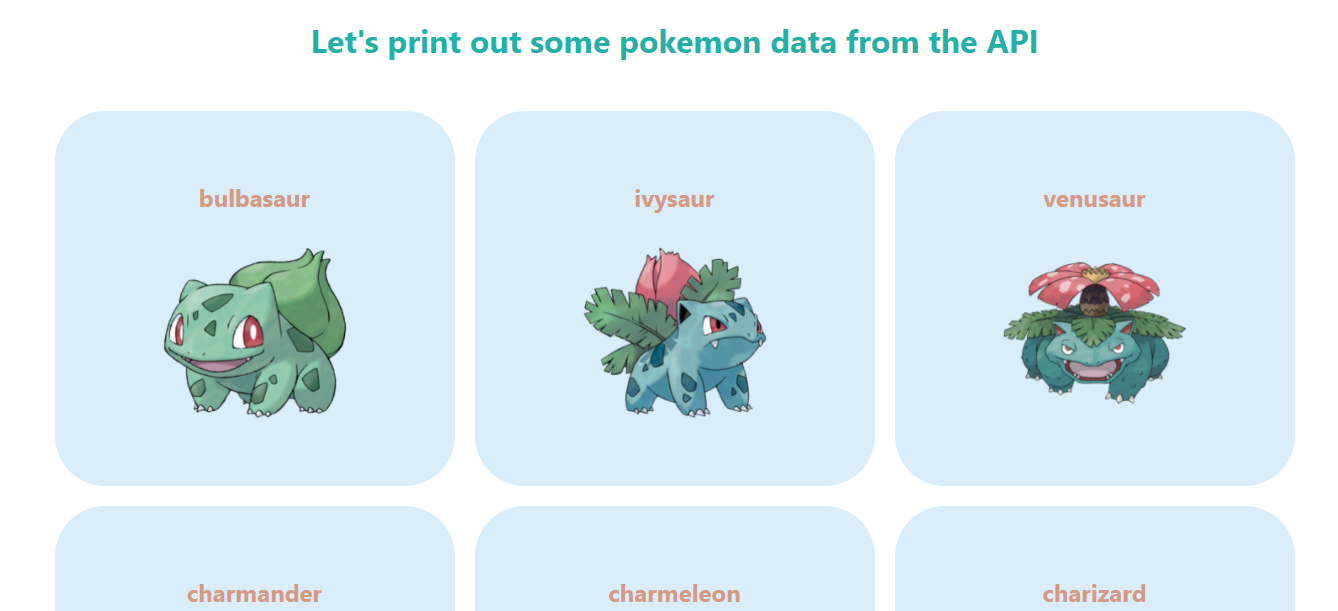 Let's print out some pokemon data from the API
bulbasaur
ivysaur
venusaur
charmander
charmeleon
charizard